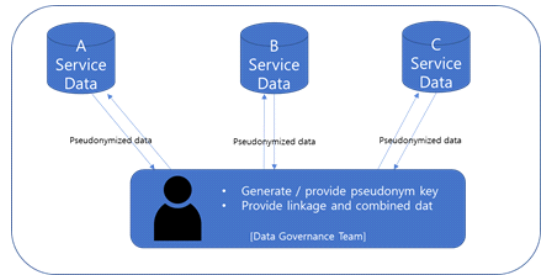 A
Service
Data
B
Service
Data
C
Service
Data
Pseudonymized data
Pseudonymized data
Pseudonymized data
• Generate / provide pseudonym key
• Provide linkage and combined dat
[Data Governance Team]